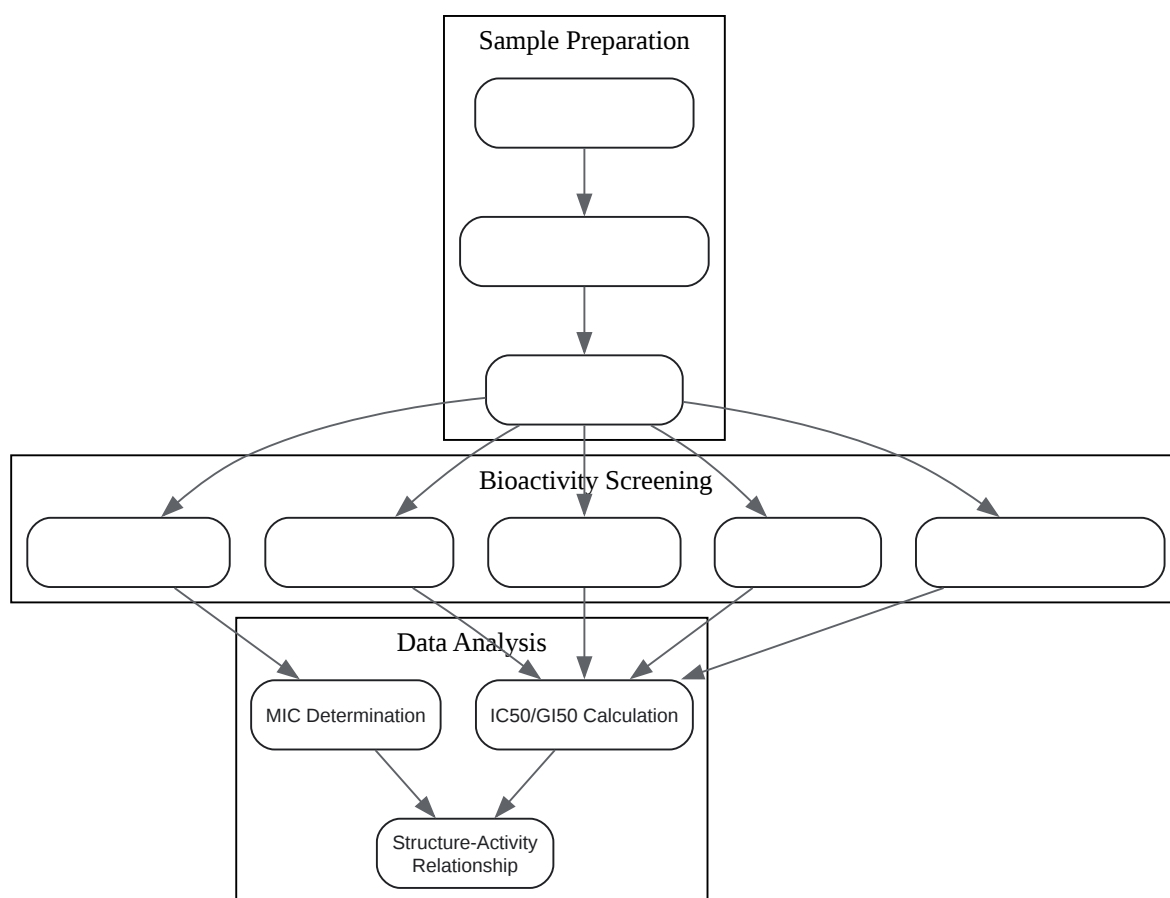 Sample Preparation
Bioactivity Screening
Data Analysis
MIC Determination
IC50/GI50 Calculation
Structure-Activity
Relationship